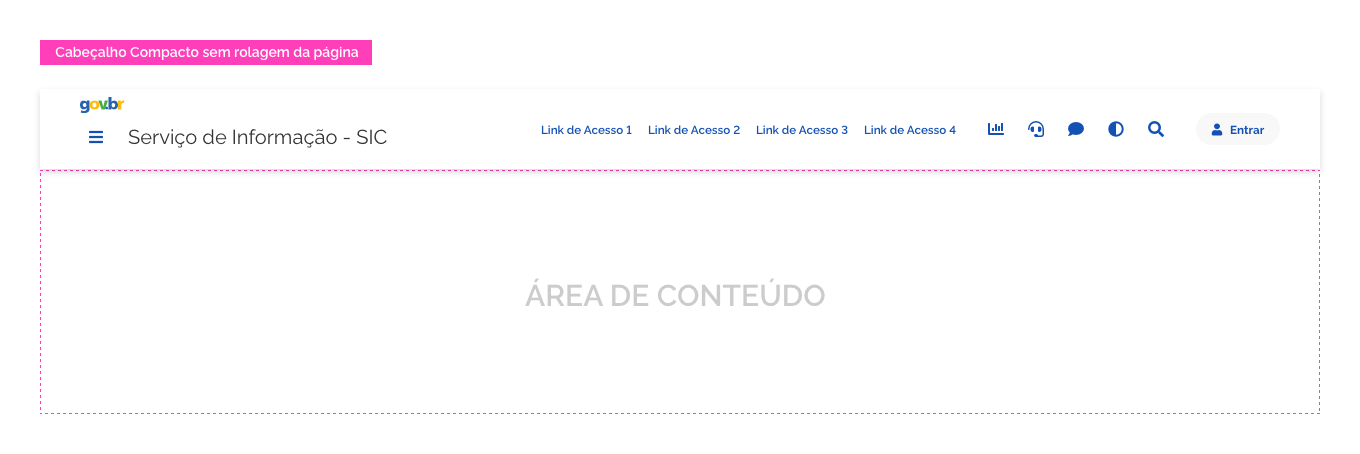 Cabeçalho Compacto sem rolagem da página
gov.br
Serviço de Informação - SIC
Link de Acesso 1
Link de Acesso 2
Link de Acesso 3
Link de Acesso 4
Entrar
ÁREA DE CONTEÚDO